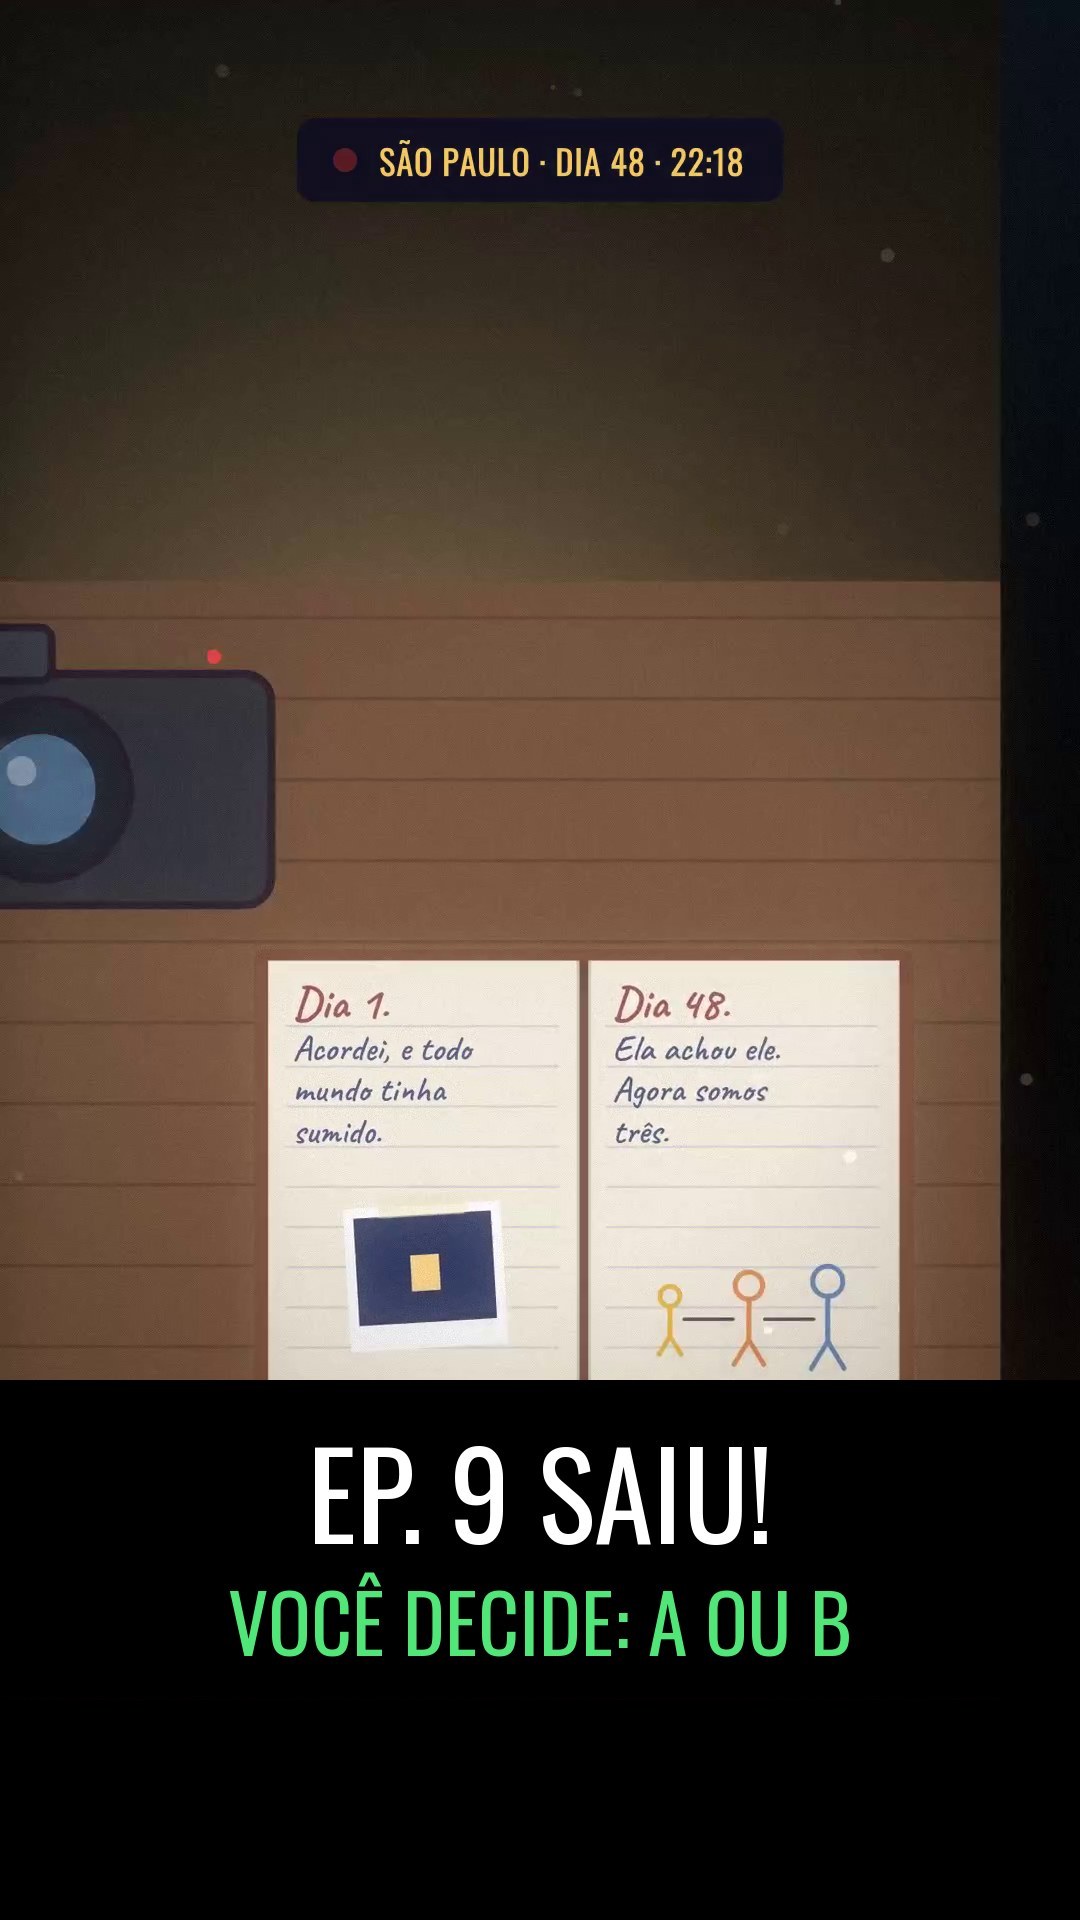 SÃO PAULO · DIA 48 · 22:18
Dia 1.
Acordei, e todo
mundo tinha
sumido.
Dia 48.
Ela achou ele.
Agora somos
três.
EP. 9 SAIU!
VOCÊ DECIDE: A OU B